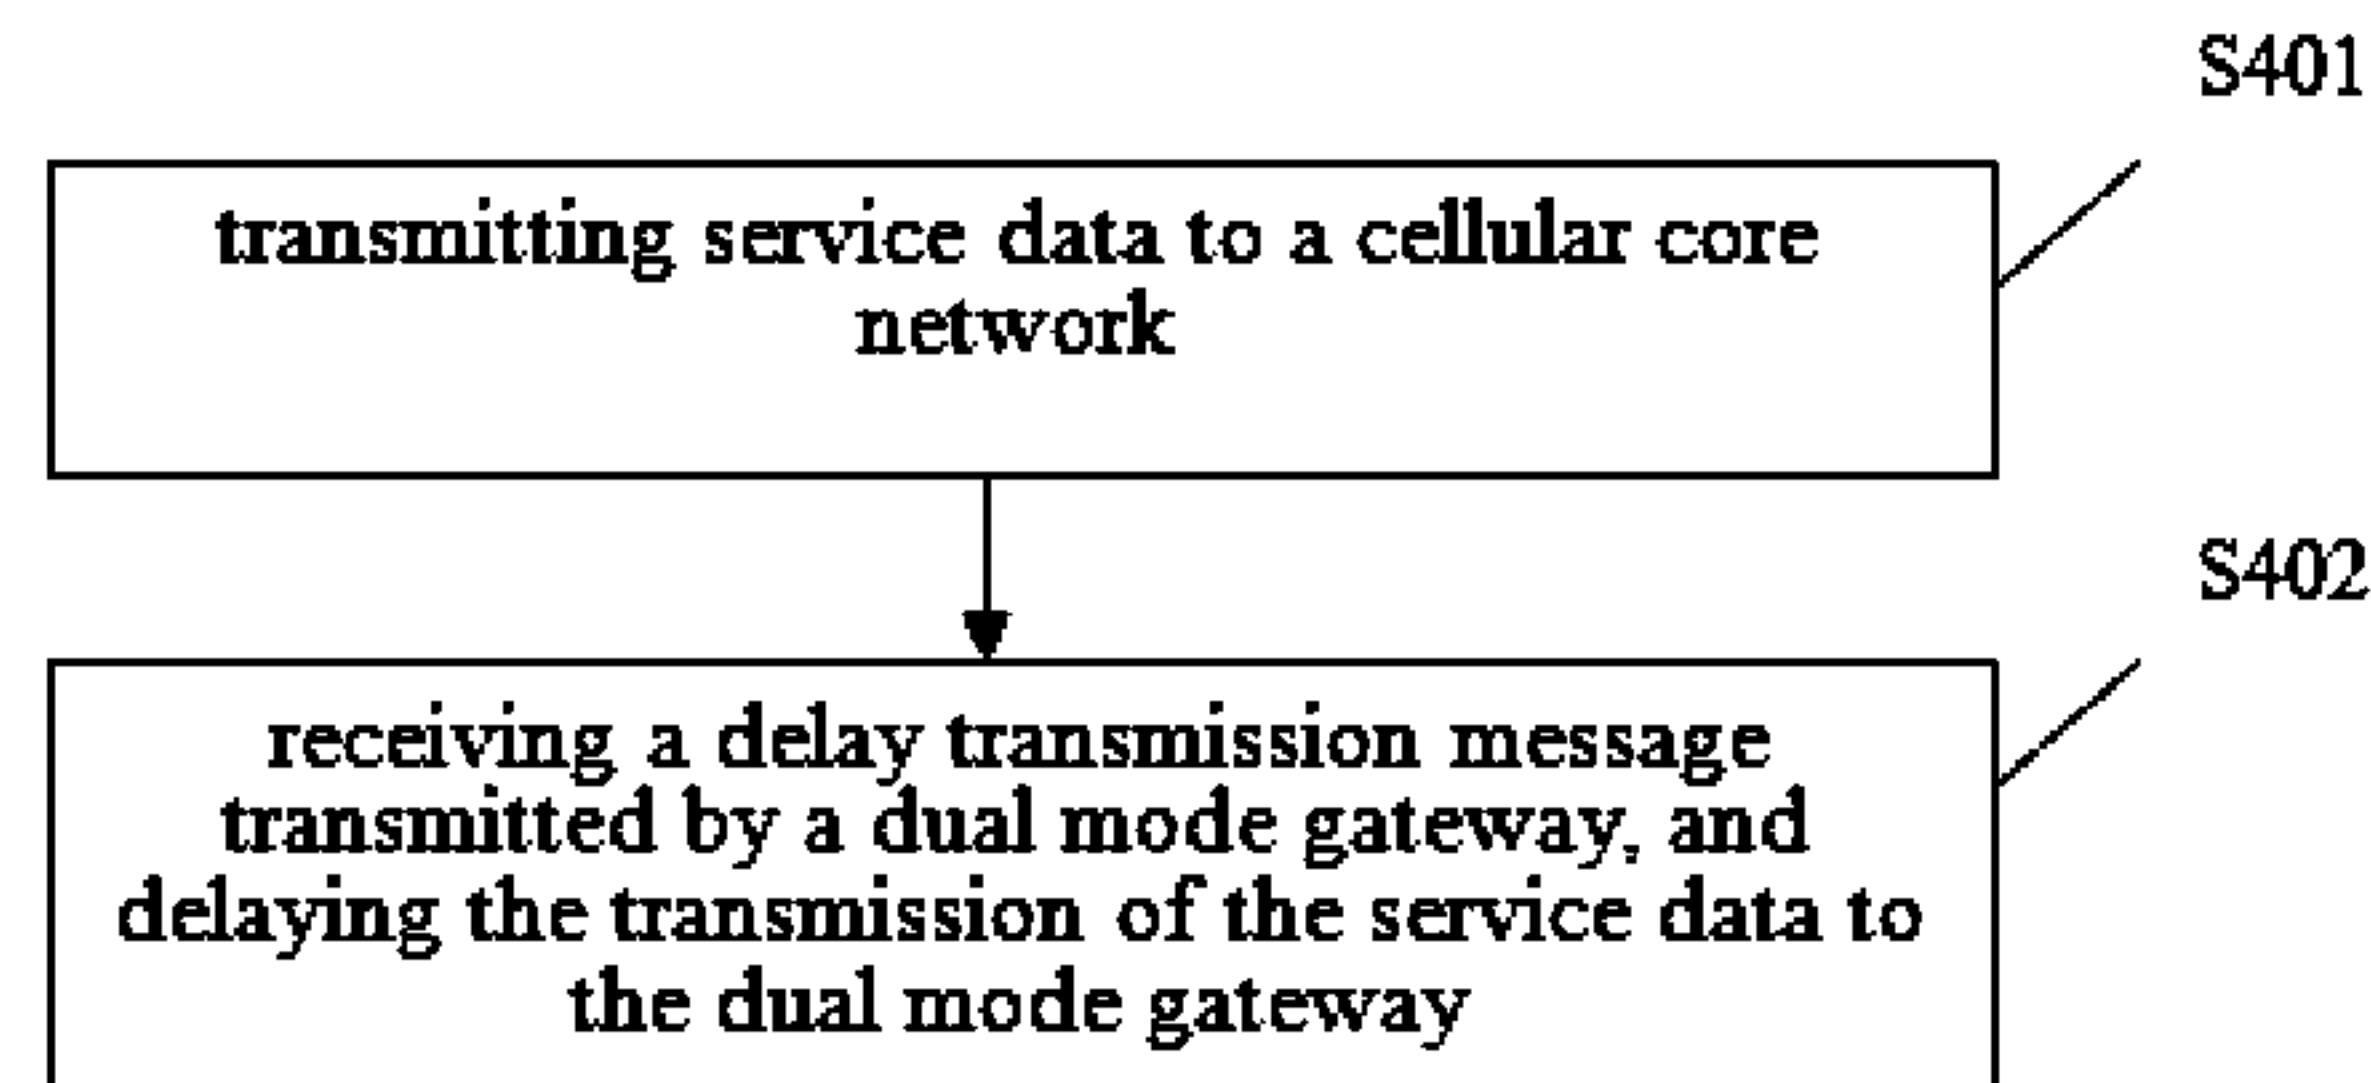 S401
transmitting service data to a cellular core
network
S402
receiving a delay transmission message
transmitted by a dual mode gateway, and
delaying the transmission of the service data to
the dual mode gateway